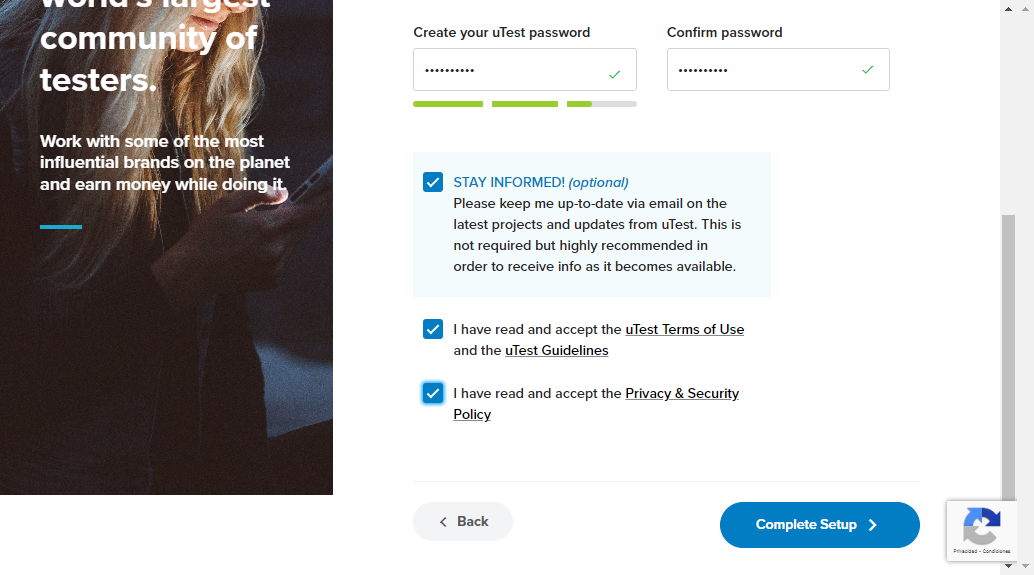 world's largest
community of
testers.
Work with some of the most
influential brands on the planet
and earn money while doing it.
Create your uTest password
Confirm password
••••••••••
••••••••••
STAY INFORMED! (optional)
Please keep me up-to-date via email on the
latest projects and updates from uTest. This is
not required but highly recommended in
order to receive info as it becomes available.
I have read and accept the uTest Terms of Use
and the uTest Guidelines
I have read and accept the Privacy & Security
Policy
Back
Complete Setup
Privacidad - Condiciones